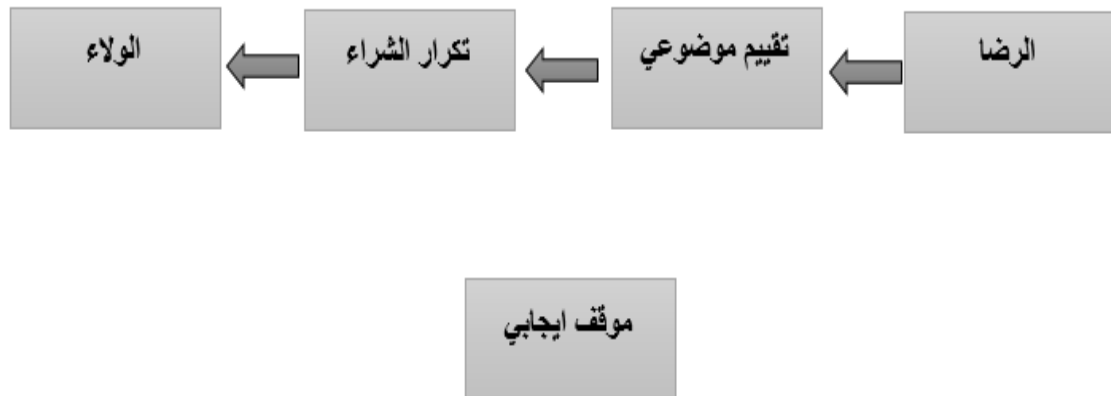 الرضا
تقييم موضوعي
تكرار الشراء
الولاء
موقف ايجابي